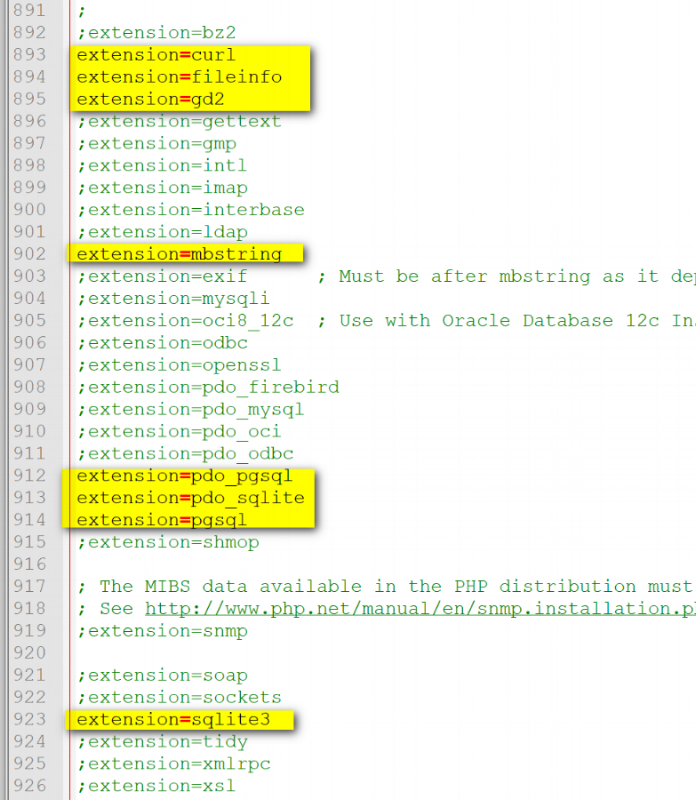 891 ;
892 ;extension=bz2
893 extension=curl
894 extension=fileinfo
895 extension=gd2
896 ;extension=gettext
897 ;extension=gmp
898 ;extension=intl
899 ;extension=imap
900 ;extension=interbase
901 ;extension=ldap
902 extension=mbstring
903 ;extension=exif ; Must be after mbstring as it dep
904 ;extension=mysqli
905 ;extension=oci8_12c ; Use with Oracle Database 12c In
906 ;extension=odbc
907 ;extension=openssl
908 ;extension=pdo_firebird
909 ;extension=pdo_mysql
910 ;extension=pdo_oci
911 ;extension=pdo_odbc
912 extension=pdo_pgsql
913 extension=pdo_sqlite
914 extension=pgsql
915 ;extension=shmop
916
917 ; The MIBS data available in the PHP distribution must
918 ; See http://www.php.net/manual/en/snmp.installation.ph
919 ;extension=snmp
920
921 ;extension=soap
922 ;extension=sockets
923 extension=sqlite3
924 ;extension=tidy
925 ;extension=xmlrpc
926 ;extension=xsl